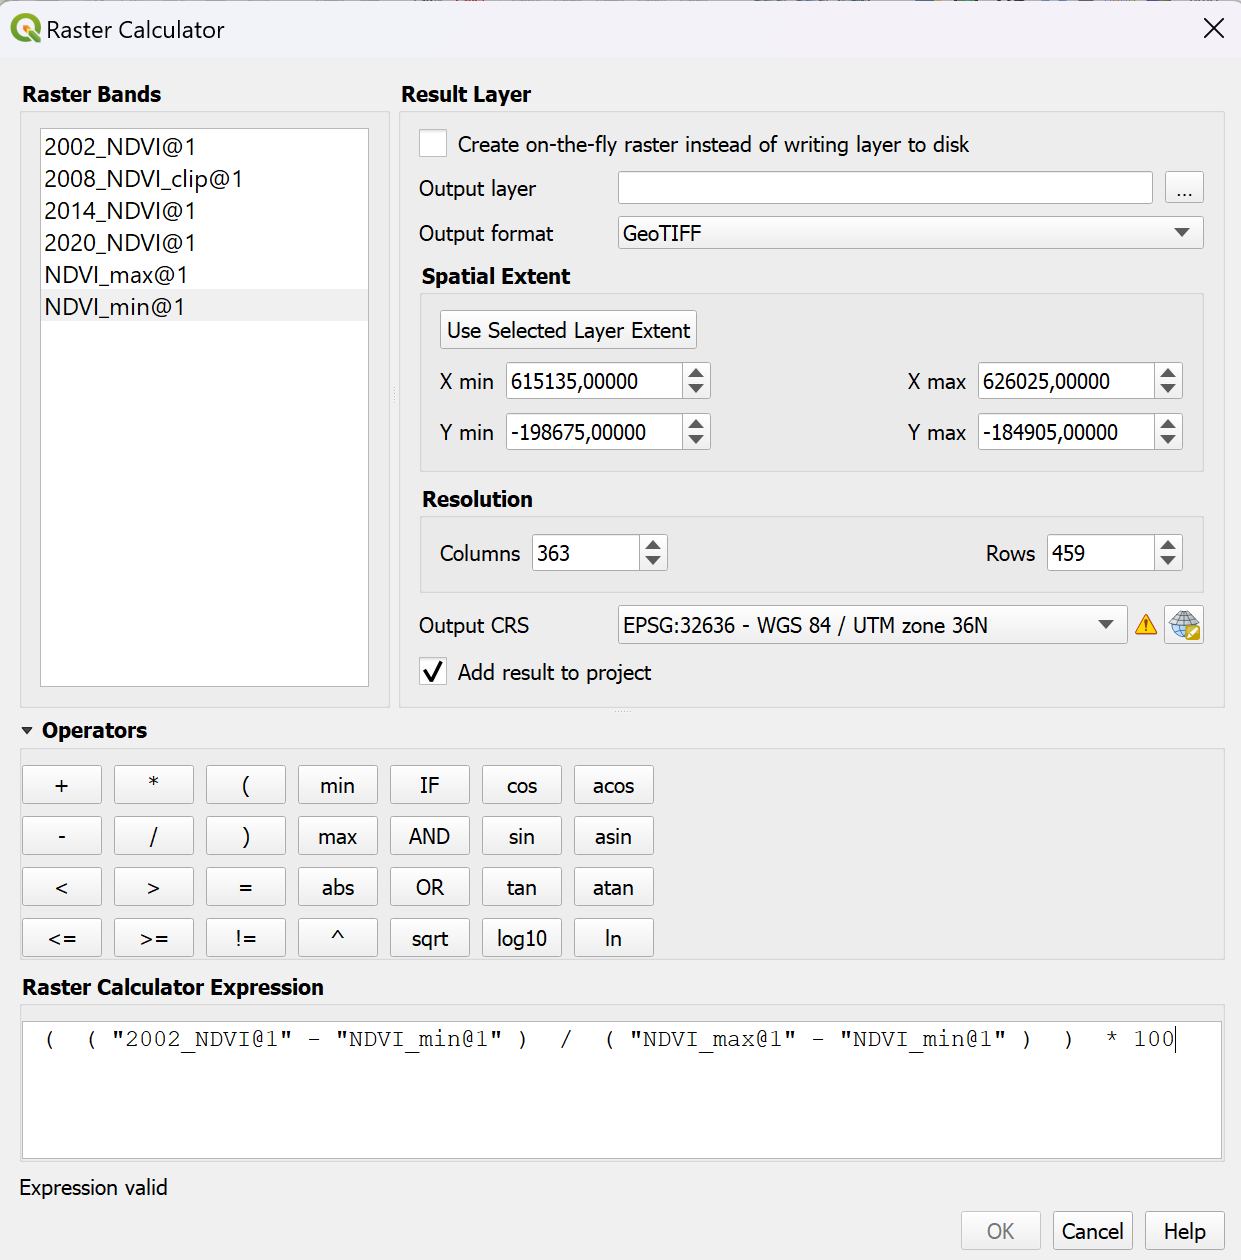 Raster Calculator
Raster Bands
2002_NDVI@1
2008_NDVI_clip@1
2014_NDVI@1
2020_NDVI@1
NDVI_max@1
NDVI_min@1
Result Layer
Create on-the-fly raster instead of writing layer to disk
Output layer ...
Output format GeoTIFF
Spatial Extent
Use Selected Layer Extent
X min 615135,00000 X max 626025,00000
Y min -198675,00000 Y max -184905,00000
Resolution
Columns 363 Rows 459
Output CRS EPSG:32636 - WGS 84 / UTM zone 36N
Add result to project
Operators
+ * ( min IF cos acos
- / ) max AND sin asin
< > = abs OR tan atan
<= >= != ^ sqrt log10 ln
Raster Calculator Expression
( ( "2002_NDVI@1" - "NDVI_min@1" ) / ( "NDVI_max@1" - "NDVI_min@1" ) ) * 100
Expression valid
OK Cancel Help